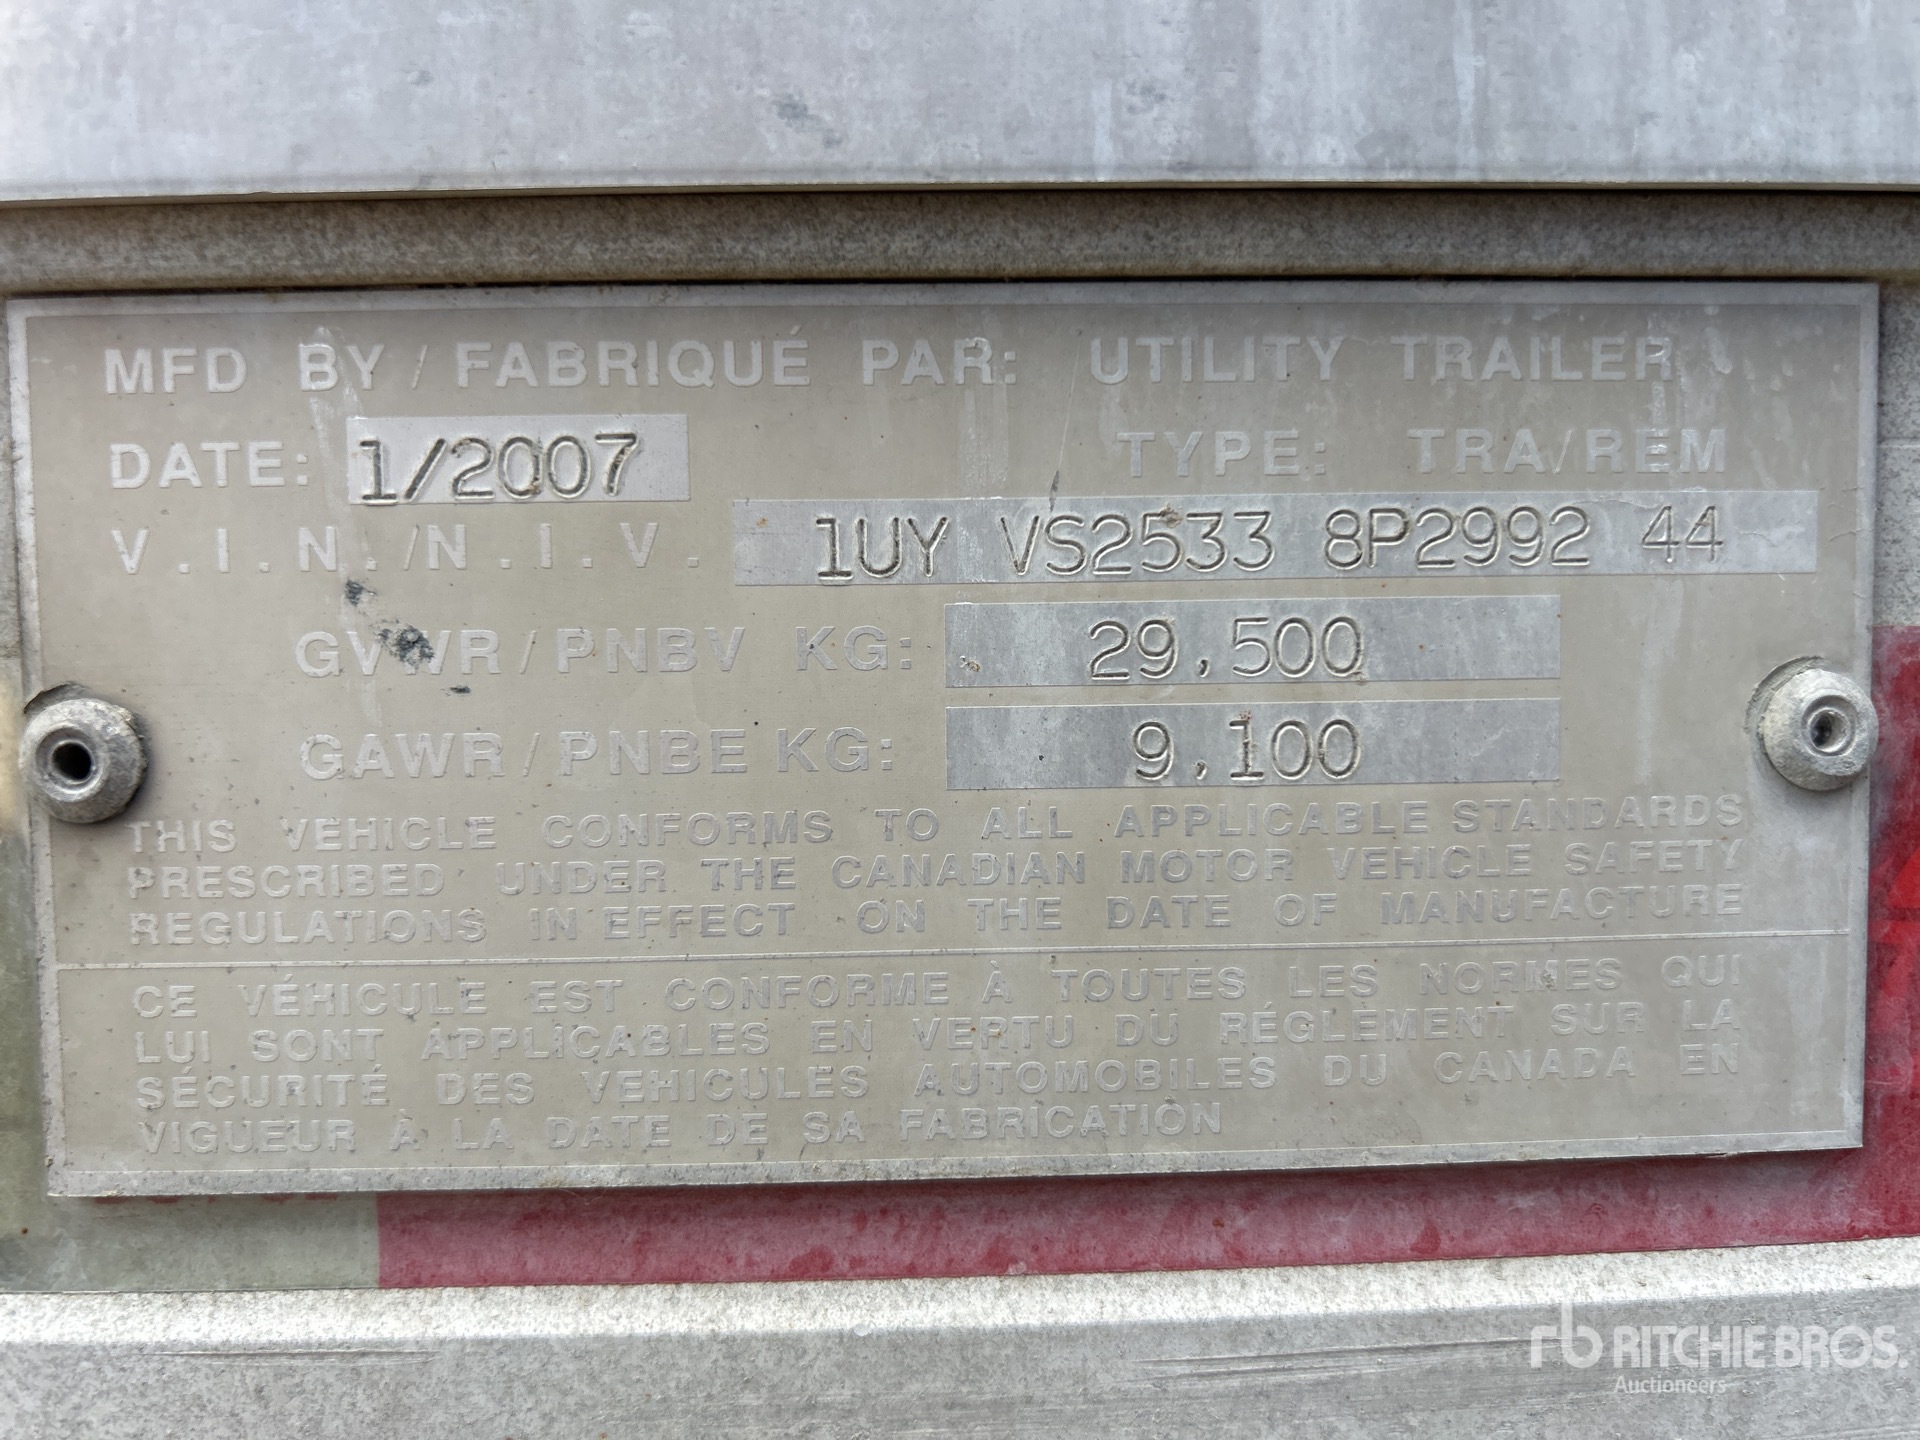 MFD BY / FABRIQUÉ PAR: UTILITY TRAILER
DATE: 1/2007 TYPE: TRA/REM
V.I.N./N.I.V. 1UY VS2533 8P2992 44
GVWR / PNBV KG: 29,500
GAWR / PNBE KG: 9,100
THIS VEHICLE CONFORMS TO ALL APPLICABLE STANDARDS
PRESCRIBED UNDER THE CANADIAN MOTOR VEHICLE SAFETY
REGULATIONS IN EFFECT ON THE DATE OF MANUFACTURE
CE VÉHICULE EST CONFORME À TOUTES LES NORMES QUI
LUI SONT APPLICABLES EN VERTU DU RÉGLEMENT SUR LA
SÉCURITÉ DES VEHICULES AUTOMOBILES DU CANADA EN
VIGUEUR À LA DATE DE SA FABRICATION
rb RITCHIE BROS.
Auctioneers